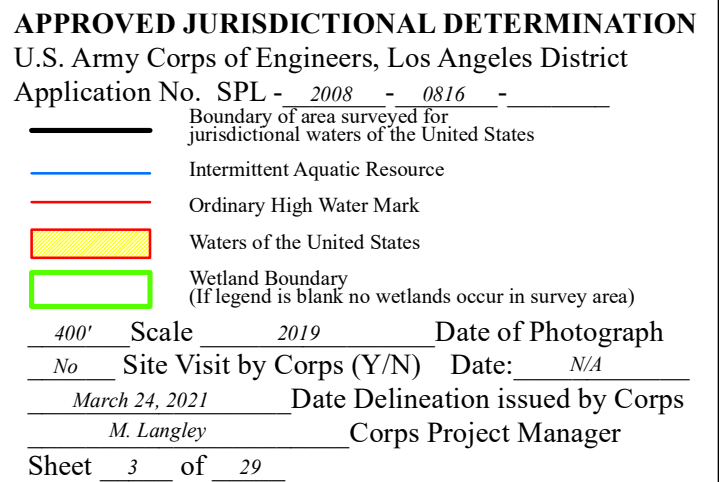 APPROVED JURISDICTIONAL DETERMINATION
U.S. Army Corps of Engineers, Los Angeles District
Application No. SPL - 2008 - 0816 -
Boundary of area surveyed for
jurisdictional waters of the United States
Intermittent Aquatic Resource
Ordinary High Water Mark
Waters of the United States
Wetland Boundary
(If legend is blank no wetlands occur in survey area)
400' Scale 2019 Date of Photograph
No Site Visit by Corps (Y/N) Date: N/A
March 24, 2021 Date Delineation issued by Corps
M. Langley Corps Project Manager
Sheet 3 of 29